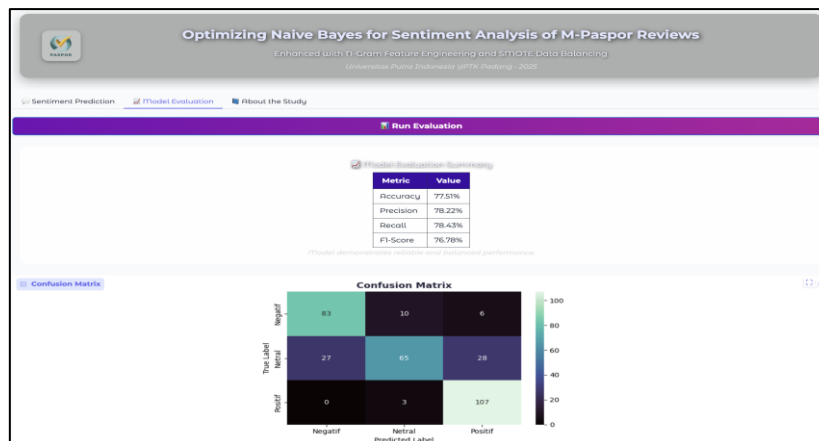 Optimizing Naive Bayes for Sentiment Analysis of M-Paspor Reviews
PASPOR
Enhanced with N-Gram Feature Engineering and SMOTE Data Balancing
Universitas Putra Indonesia YPTK Padang - 2025
Sentiment Prediction Model Evaluation About the Study
Run Evaluation
Model Evaluation Summary
Metric Value
Accuracy 77.51%
Precision 78.22%
Recall 78.43%
F1-Score 76.78%
Model demonstrates reliable and balanced performance.
Confusion Matrix
Confusion Matrix
True Label
Negatif 83 10 6
Netral 27 65 28
Positif 0 3 107
Negatif Netral Positif
Predicted Label
100
80
60
40
20
0